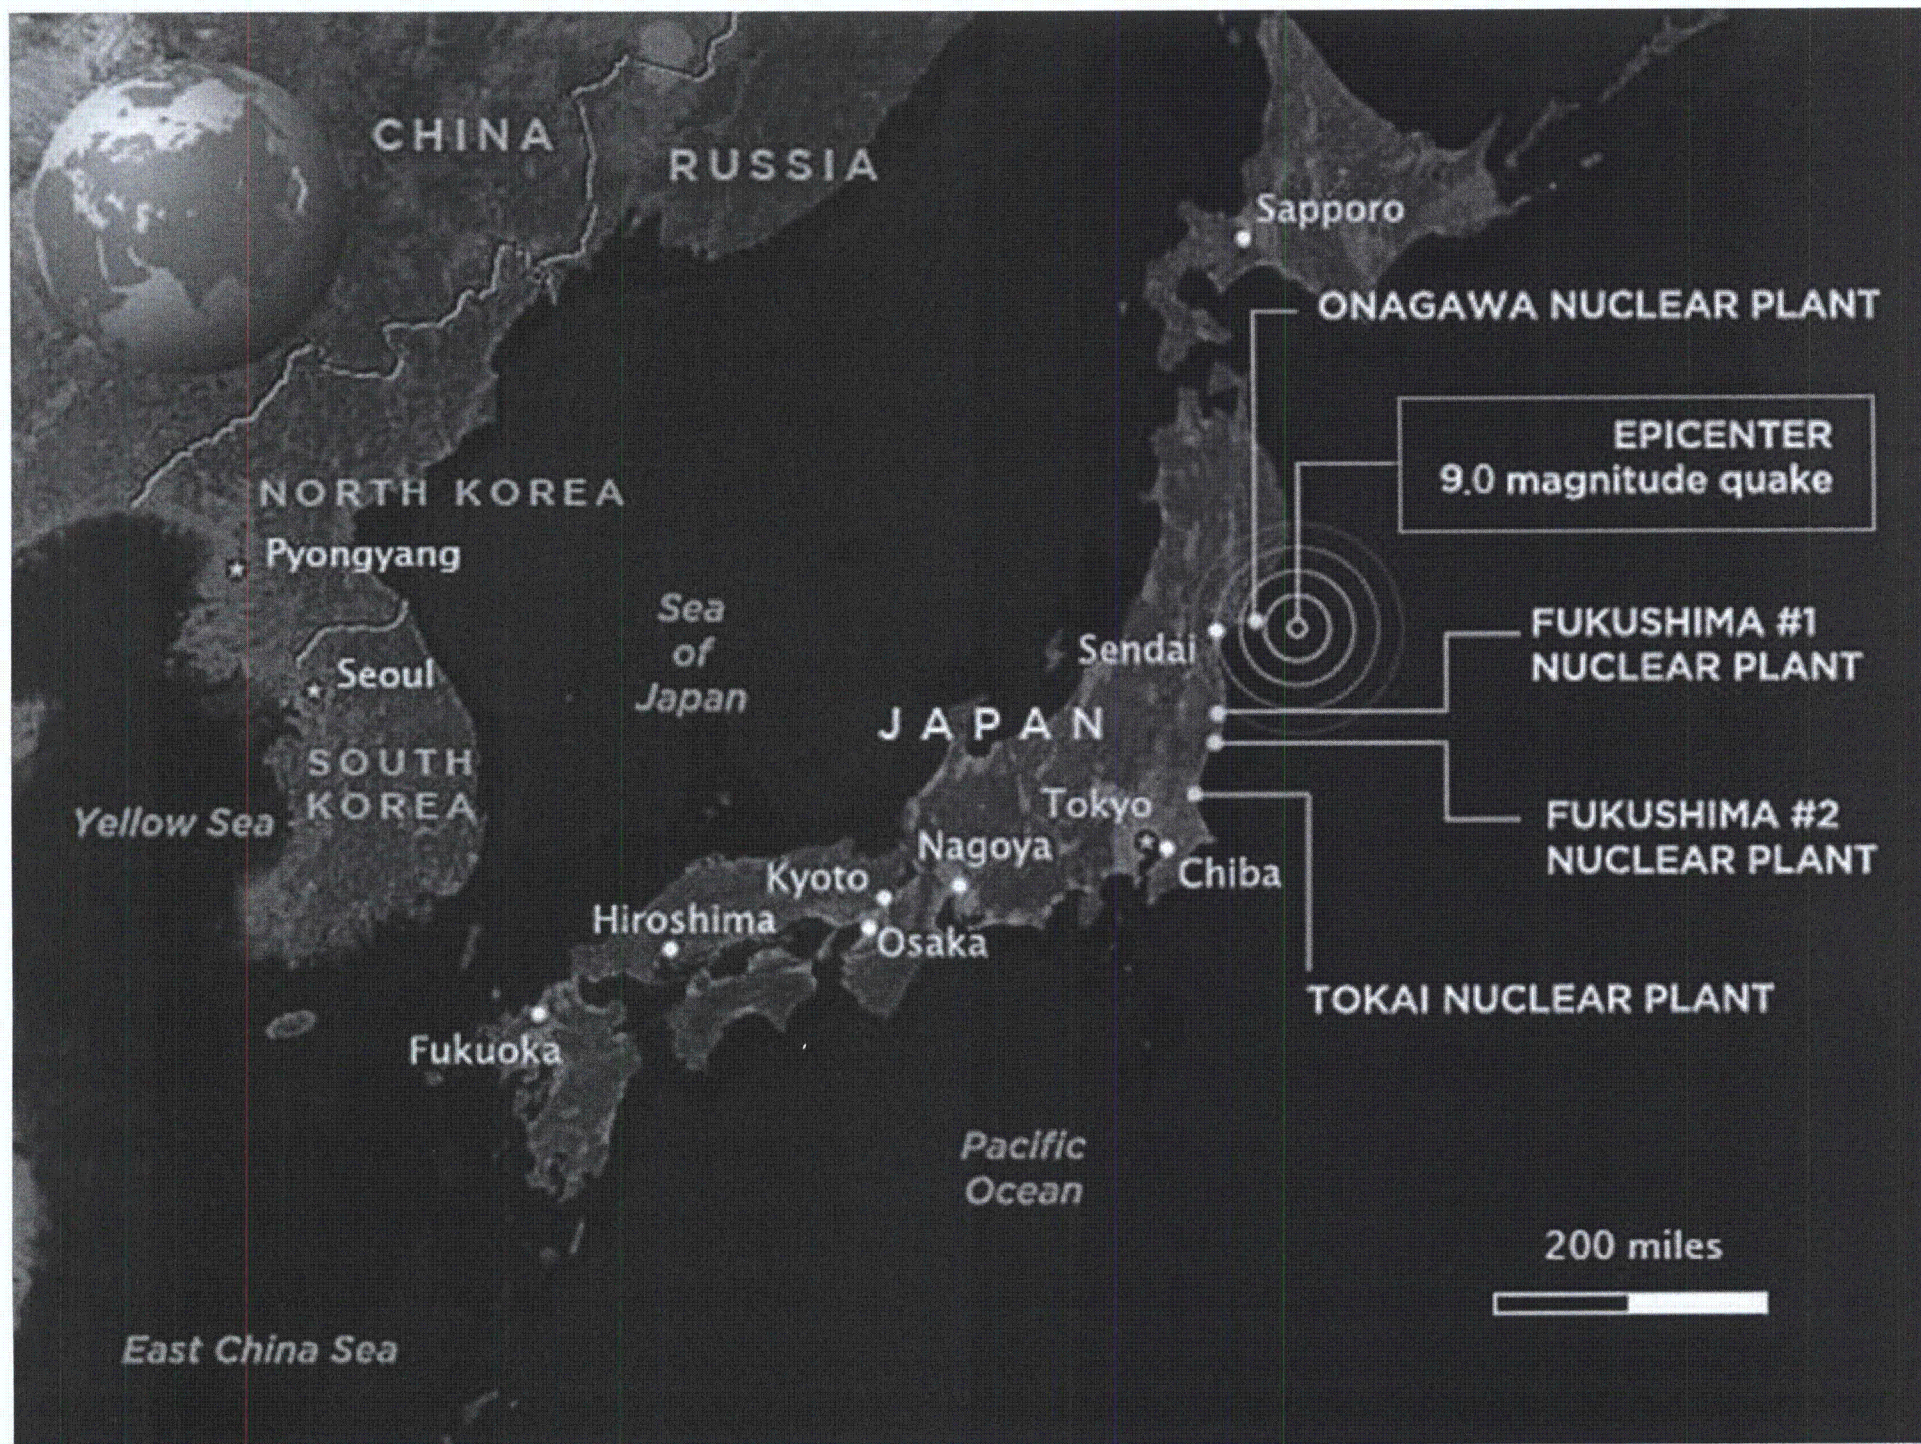 CHINA
RUSSIA
Sapporo
ONAGAWA NUCLEAR PLANT
EPICENTER
9.0 magnitude quake
NORTH KOREA
Pyongyang
Sea
of
Japan
FUKUSHIMA #1
NUCLEAR PLANT
Sendai
Seoul
JAPAN
SOUTH
KOREA
Yellow Sea
Tokyo
FUKUSHIMA #2
NUCLEAR PLANT
Nagoya
Kyoto
Chiba
Hiroshima
Osaka
TOKAI NUCLEAR PLANT
Fukuoka
Pacific
Ocean
200 miles
East China Sea